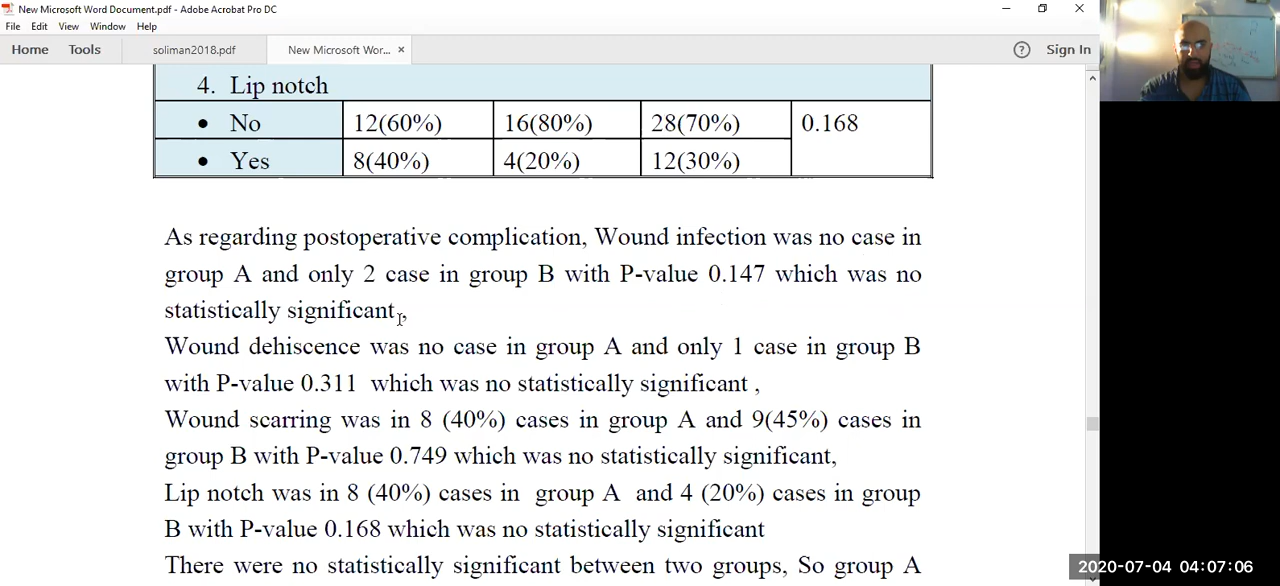 New Microsoft Word Document.pdf - Adobe Acrobat Pro DC
File Edit View Window Help
Home Tools soliman2018.pdf New Microsoft Wor... × ? Sign In
4. Lip notch
• No 12(60%) 16(80%) 28(70%) 0.168
• Yes 8(40%) 4(20%) 12(30%)
As regarding postoperative complication, Wound infection was no case in
group A and only 2 case in group B with P-value 0.147 which was no
statistically significant,
Wound dehiscence was no case in group A and only 1 case in group B
with P-value 0.311 which was no statistically significant ,
Wound scarring was in 8 (40%) cases in group A and 9(45%) cases in
group B with P-value 0.749 which was no statistically significant,
Lip notch was in 8 (40%) cases in group A and 4 (20%) cases in group
B with P-value 0.168 which was no statistically significant
There were no statistically significant between two groups, So group A
2020-07-04 04:07:06